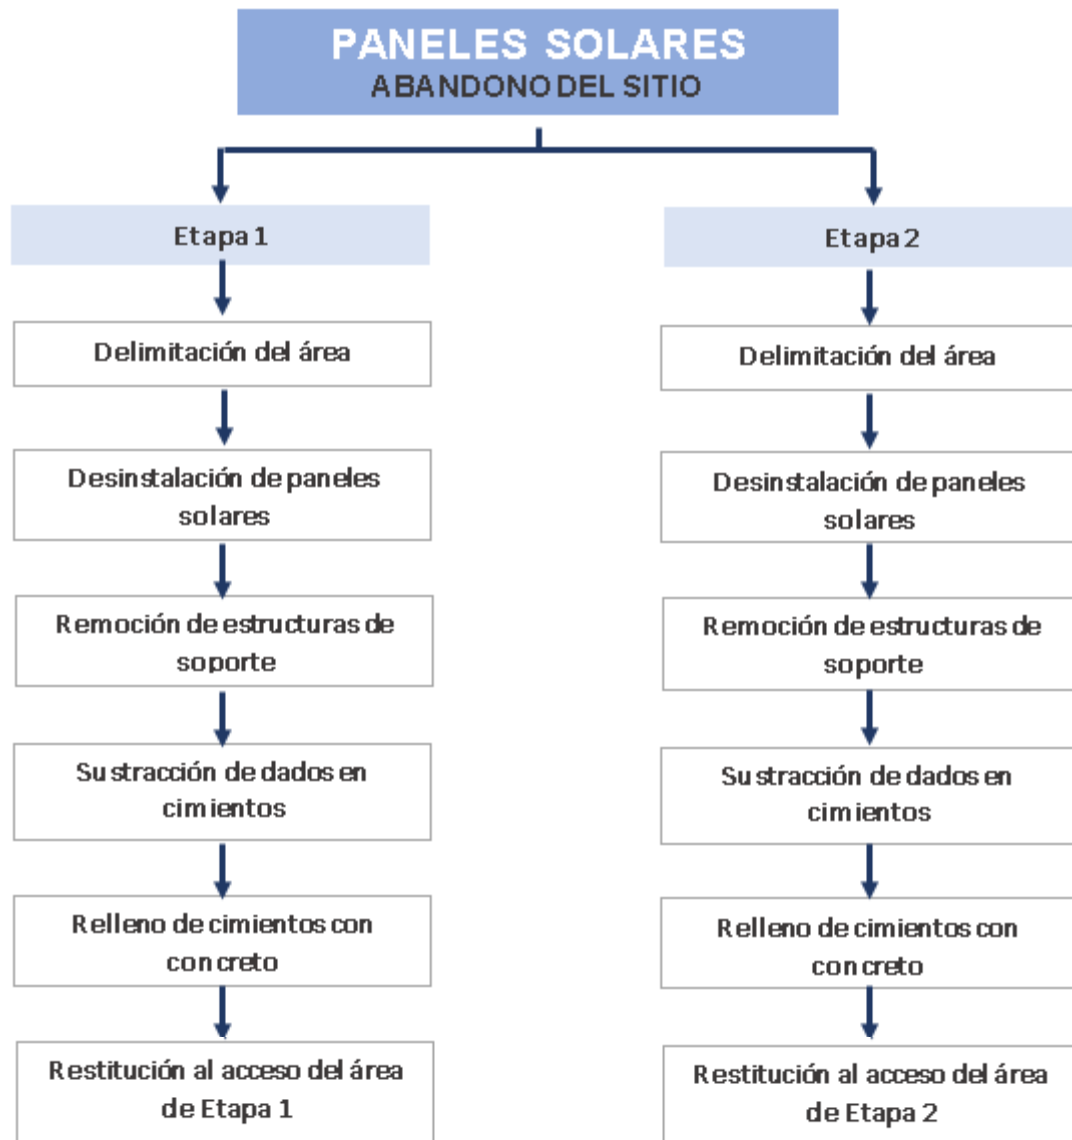 PANELES SOLARES
ABANDONO DEL SITIO
Etapa 1
Delimitación del área
Desinstalación de paneles
solares
Remoción de estructuras de
soporte
Sustracción de dados en
cimientos
Relleno de cimientos con
concreto
Restitución al acceso del área
de Etapa 1
Etapa 2
Delimitación del área
Desinstalación de paneles
solares
Remoción de estructuras de
soporte
Sustracción de dados en
cimientos
Relleno de cimientos con
concreto
Restitución al acceso del área
de Etapa 2